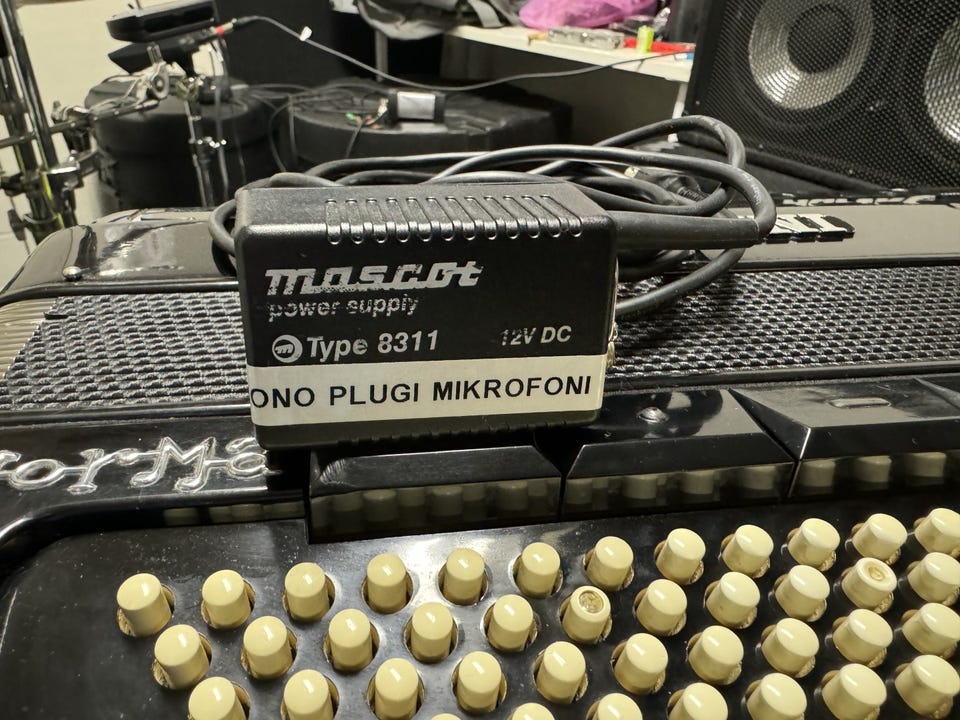 mascot
power supply
Type 8311 12V DC
ONO PLUGI MIKROFONI